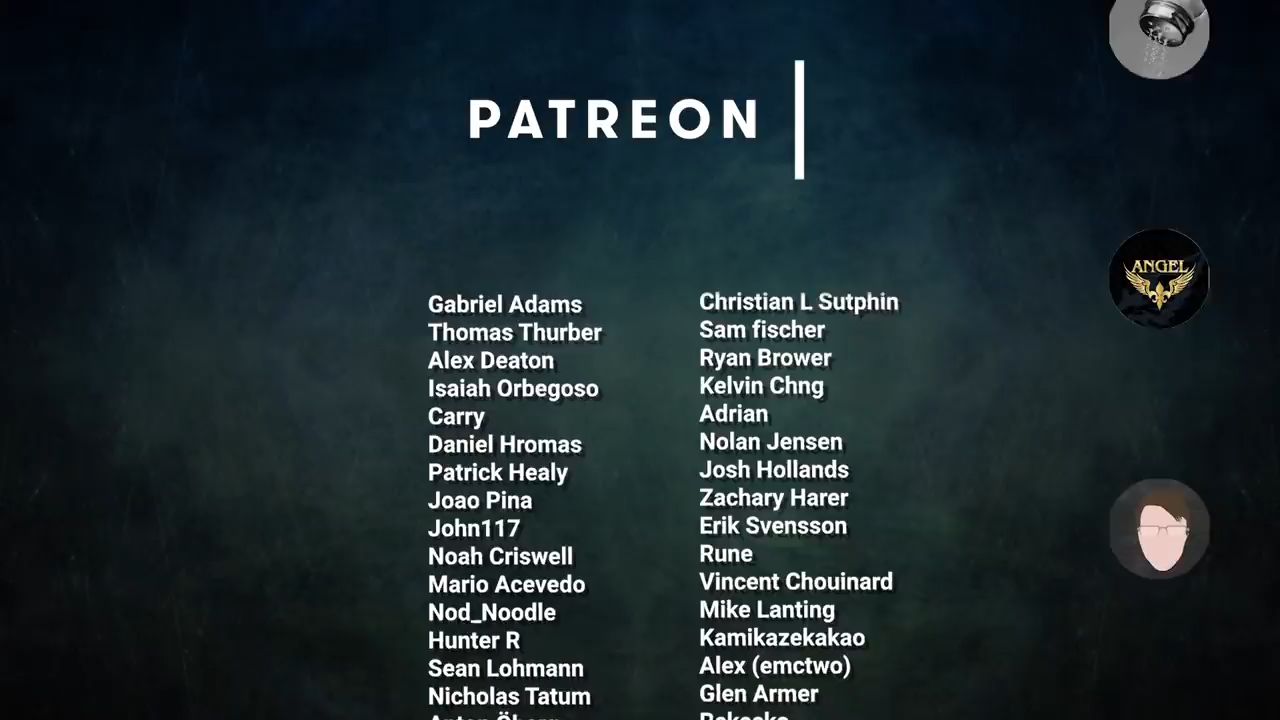 PATREON
ANGEL
Gabriel Adams
Thomas Thurber
Alex Deaton
Isaiah Orbegoso
Carry
Daniel Hromas
Patrick Healy
Joao Pina
John117
Noah Criswell
Mario Acevedo
Nod_Noodle
Hunter R
Sean Lohmann
Nicholas Tatum
Christian L Sutphin
Sam fischer
Ryan Brower
Kelvin Chng
Adrian
Nolan Jensen
Josh Hollands
Zachary Harer
Erik Svensson
Rune
Vincent Chouinard
Mike Lanting
Kamikazekakao
Alex (emctwo)
Glen Armer